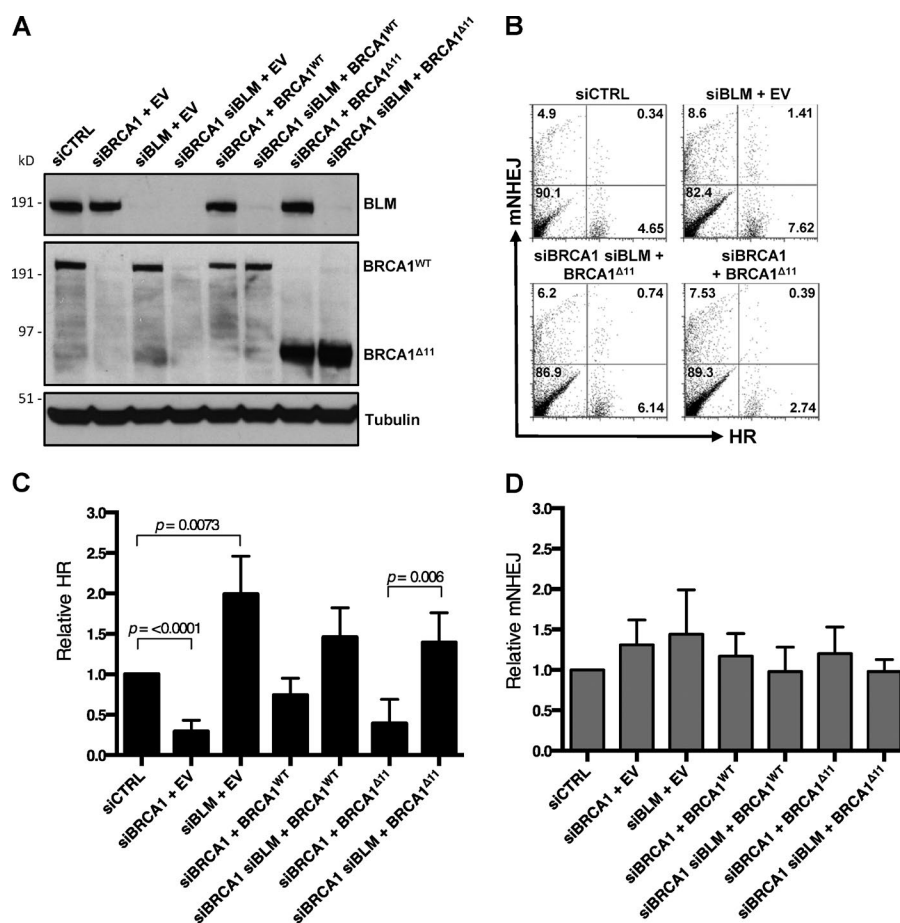 A
siCTRL
siBRCA1 + EV
siBLM + EV
siBRCA1 siBLM + EV
siBRCA1 + BRCA1WT
siBRCA1 siBLM + BRCA1WT
siBRCA1 + BRCA1Δ11
siBRCA1 siBLM + BRCA1Δ11
kD
191 -
BLM
191 -
BRCA1WT
97 -
BRCA1Δ11
51 -
Tubulin
B
siCTRL
siBLM + EV
4.9 0.34
90.1
4.65
8.6 1.41
82.4
7.62
siBRCA1 siBLM +
BRCA1Δ11
siBRCA1
+ BRCA1Δ11
6.2 0.74
86.9
6.14
7.53 0.39
89.3
2.74
mNHEJ
HR
C
Relative HR
3.0
2.5
2.0
1.5
1.0
0.5
0.0
p = 0.0073
p = <0.0001
p = 0.006
siCTRL
siBRCA1 + EV
siBLM + EV
siBRCA1 + BRCA1WT
siBRCA1 siBLM + BRCA1WT
siBRCA1 + BRCA1Δ11
siBRCA1 siBLM + BRCA1Δ11
D
Relative mNHEJ
3.0
2.5
2.0
1.5
1.0
0.5
0.0
siCTRL
siBRCA1 + EV
siBLM + EV
siBRCA1 + BRCA1WT
siBRCA1 siBLM + BRCA1WT
siBRCA1 + BRCA1Δ11
siBRCA1 siBLM + BRCA1Δ11